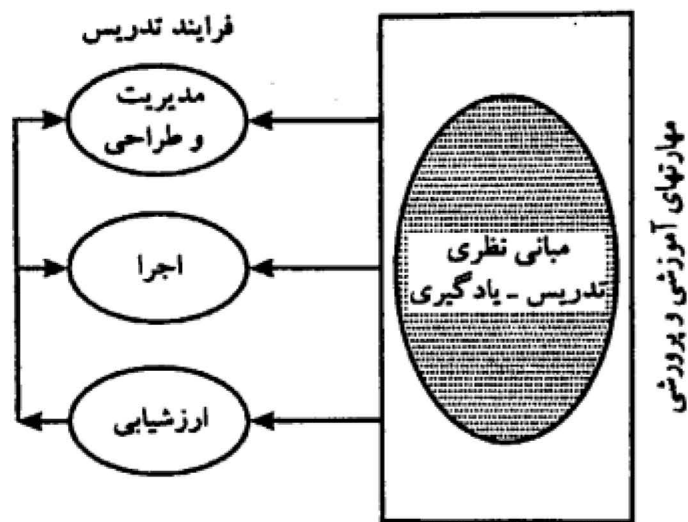 فرایند تدریس
مدیریت
و طراحی
اجرا
ارزشیابی
مبانی نظری
تدریس ـ یادگیری
مهارتهای آموزشی و پرورشی